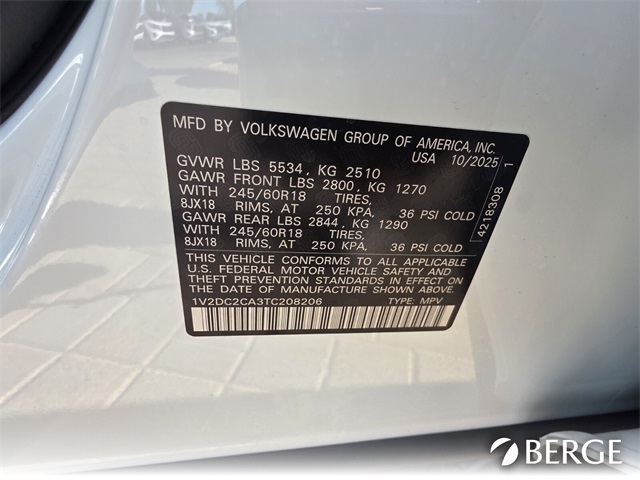 MFD BY VOLKSWAGEN GROUP OF AMERICA, INC.
USA 10/2025
GVWR LBS 5534, KG 2510
GAWR FRONT LBS 2800, KG 1270
WITH 245/60R18 TIRES,
8JX18 RIMS, AT 250 KPA, 36 PSI COLD
GAWR REAR LBS 2844, KG 1290
WITH 245/60R18 TIRES,
8JX18 RIMS, AT 250 KPA, 36 PSI COLD
THIS VEHICLE CONFORMS TO ALL APPLICABLE
U.S. FEDERAL MOTOR VEHICLE SAFETY AND
THEFT PREVENTION STANDARDS IN EFFECT ON
THE DATE OF MANUFACTURE SHOWN ABOVE.
1V2DC2CA3TC208206 TYPE: MPV
4218308 1
BERGE